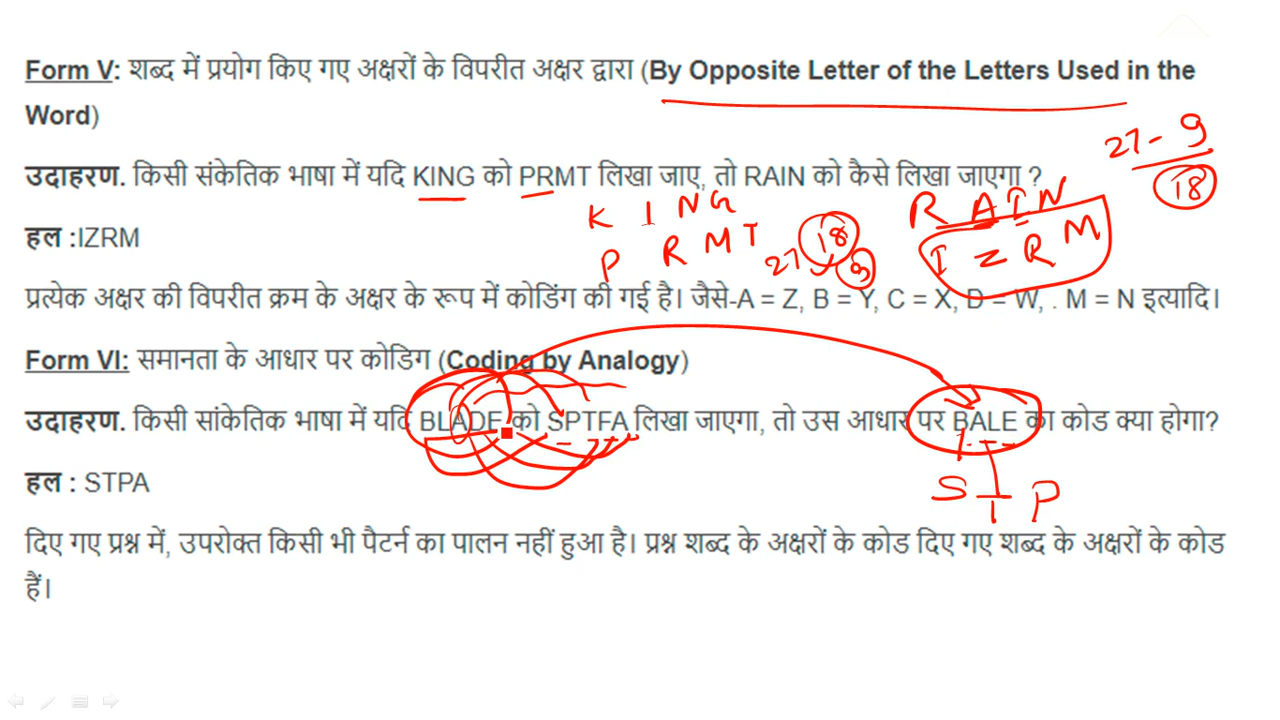 Form V: शब्द में प्रयोग किए गए अक्षरों के विपरीत अक्षर द्वारा (By Opposite Letter of the Letters Used in the
Word)
27 - 9
18
उदाहरण. किसी संकेतिक भाषा में यदि KING को PRMT लिखा जाए, तो RAIN को कैसे लिखा जाएगा ?
K I N G
R A I N
हल :IZRM
P R M T
27 18 9
I Z R M
प्रत्येक अक्षर की विपरीत क्रम के अक्षर के रूप में कोडिंग की गई है। जैसे-A = Z, B = Y, C = X, D = W, . M = N इत्यादि।
Form VI: समानता के आधार पर कोडिग (Coding by Analogy)
उदाहरण. किसी सांकेतिक भाषा में यदि BLADE को SPTFA लिखा जाएगा, तो उस आधार पर BALE का कोड क्या होगा?
हल : STPA
S T P
दिए गए प्रश्न में, उपरोक्त किसी भी पैटर्न का पालन नहीं हुआ है। प्रश्न शब्द के अक्षरों के कोड दिए गए शब्द के अक्षरों के कोड
हैं।